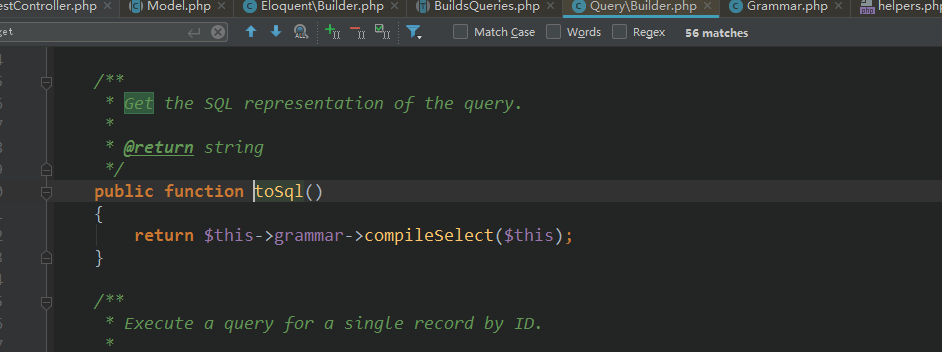 estController.php × Model.php × Eloquent\Builder.php × BuildsQueries.php × Query\Builder.php × Grammar.php × helpers.php
et Match Case Words Regex 56 matches
/**
* Get the SQL representation of the query.
*
* @return string
*/
public function toSql()
{
return $this->grammar->compileSelect($this);
}
/**
* Execute a query for a single record by ID.
*